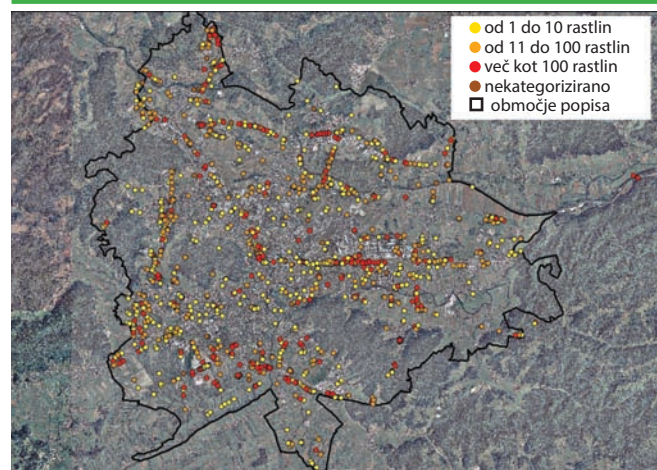 od 1 do 10 rastlin
od 11 do 100 rastlin
več kot 100 rastlin
nekategorizirano
območje popisa